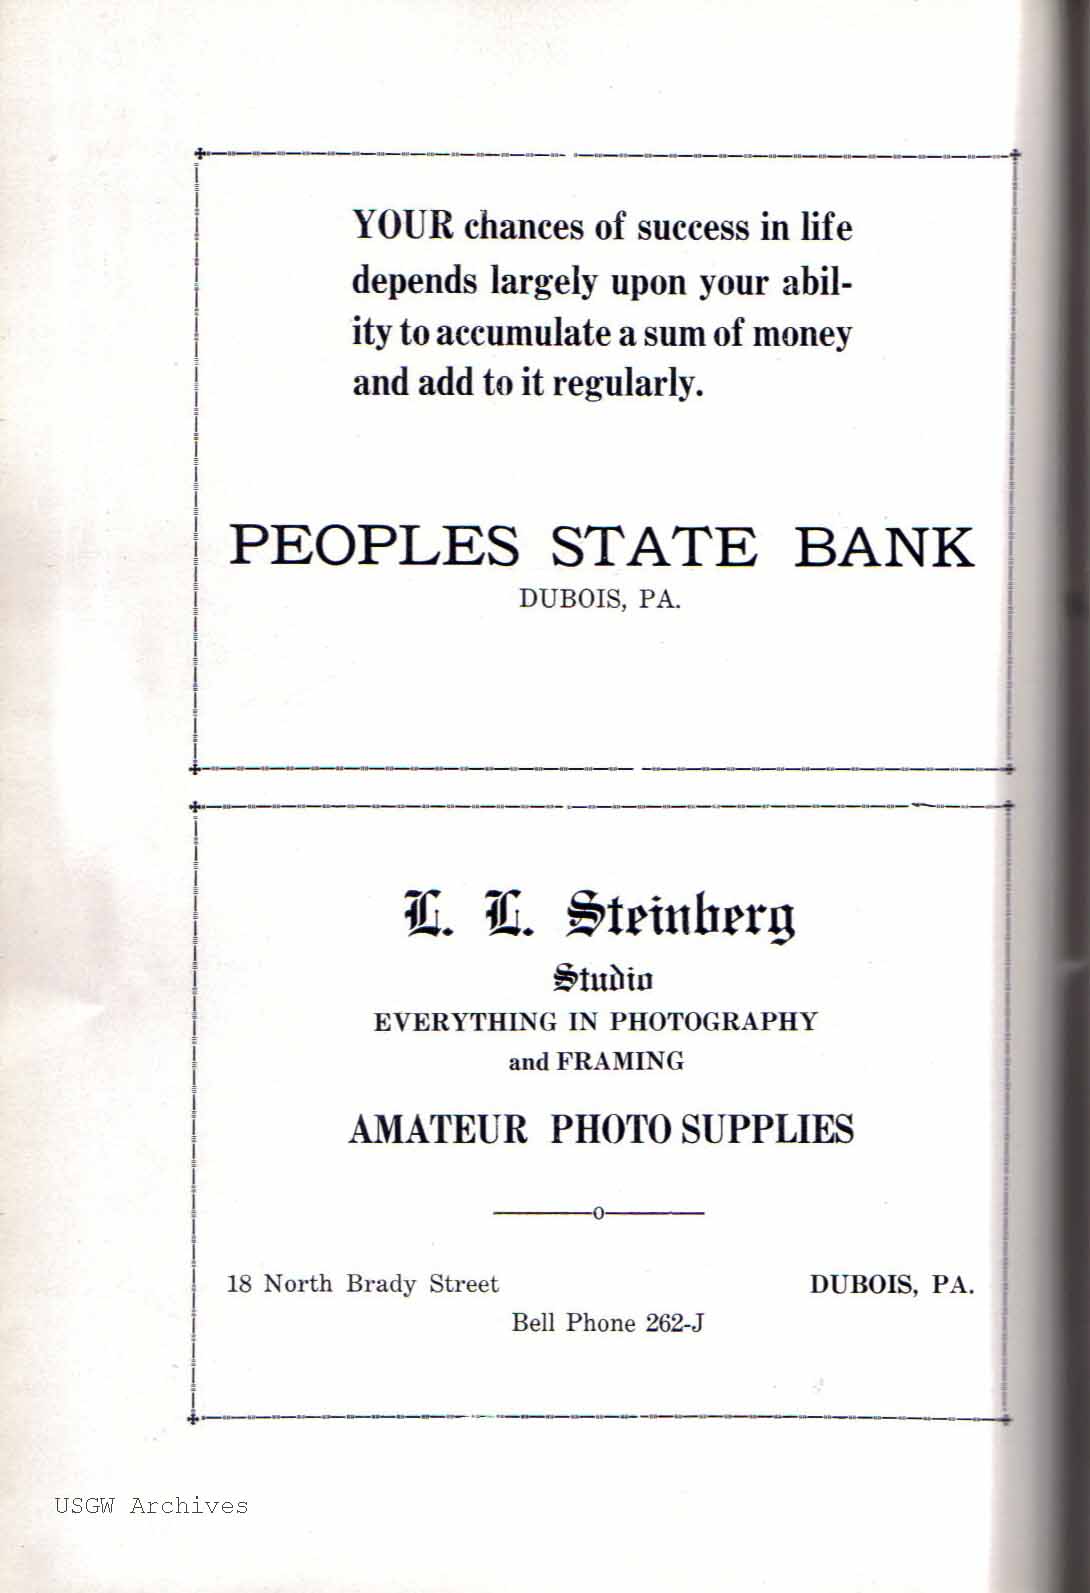 YOUR chances of success in life
depends largely upon your abil-
ity to accumulate a sum of money
and add to it regularly.
PEOPLES STATE BANK
DUBOIS, PA.
L. L. Steinberg
Studio
EVERYTHING IN PHOTOGRAPHY
and FRAMING
AMATEUR PHOTO SUPPLIES
o
18 North Brady Street DUBOIS, PA.
Bell Phone 262-J
USGW Archives